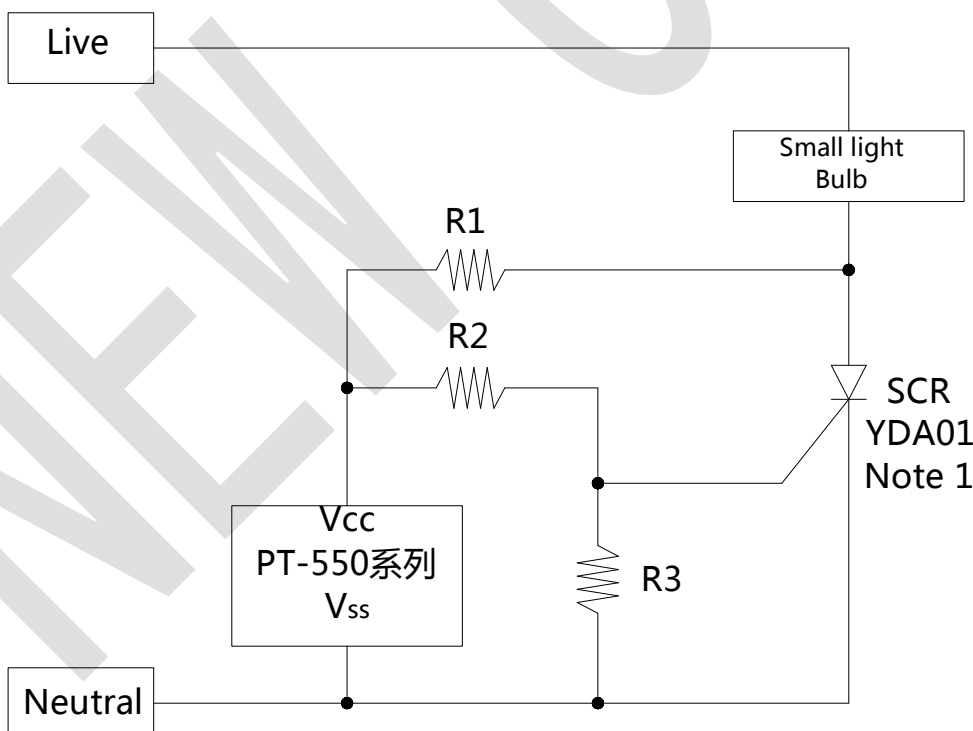 Live
Small light
Bulb
R1
R2
SCR
YDA01
Note 1
Vcc
PT-550系列
Vss
R3
Neutral